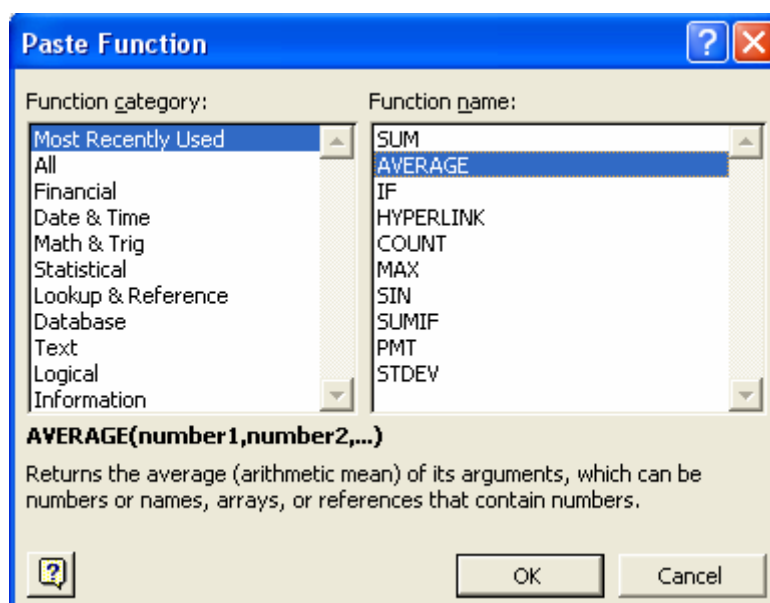 Paste Function
Function category:
Most Recently Used
All
Financial
Date & Time
Math & Trig
Statistical
Lookup & Reference
Database
Text
Logical
Information
Function name:
SUM
AVERAGE
IF
HYPERLINK
COUNT
MAX
SIN
SUMIF
PMT
STDEV
AVERAGE(number1,number2,...)
Returns the average (arithmetic mean) of its arguments, which can be
numbers or names, arrays, or references that contain numbers.
OK
Cancel